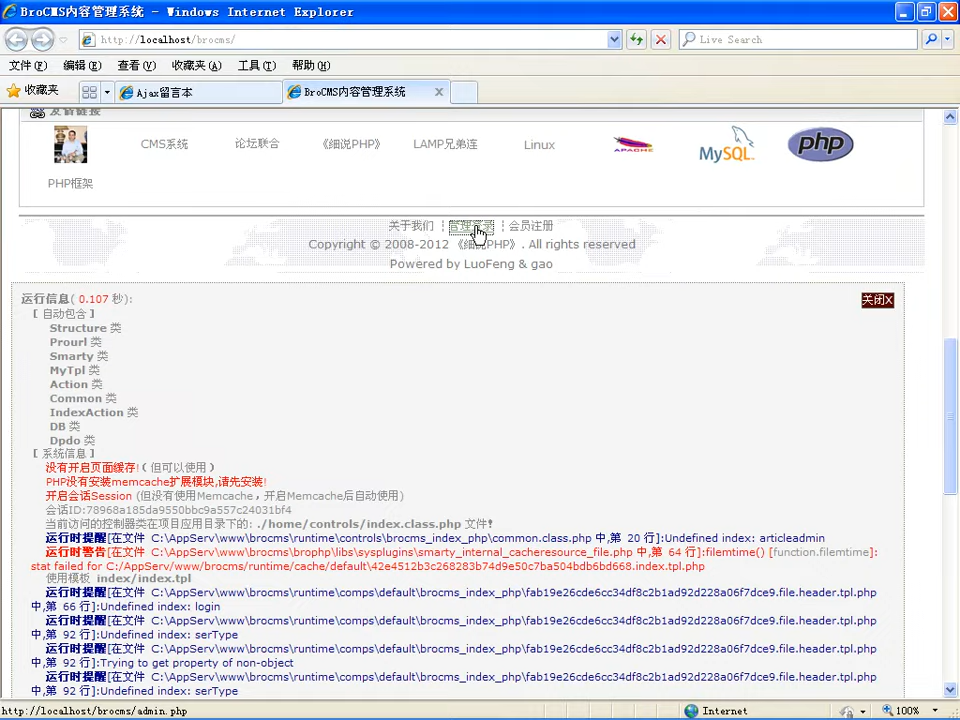 BroCMS内容管理系统 - Windows Internet Explorer
http://localhost/brocms/
Live Search
文件(F) 编辑(E) 查看(V) 收藏夹(A) 工具(T) 帮助(H)
收藏夹 Ajax留言本 BroCMS内容管理系统
友情链接
CMS系统 论坛联合 《细说PHP》 LAMP兄弟连 Linux APACHE MySQL php
PHP框架
关于我们 ¦ 管理登录 ¦ 会员注册
Copyright © 2008-2012 《细说PHP》. All rights reserved
Powered by LuoFeng & gao
运行信息( 0.107 秒): 关闭X
[ 自动包含 ]
Structure 类
Prourl 类
Smarty 类
MyTpl 类
Action 类
Common 类
IndexAction 类
DB 类
Dpdo 类
[ 系统信息 ]
没有开启页面缓存!( 但可以使用 )
PHP没有安装memcache扩展模块,请先安装!
开启会话Session (但没有使用Memcache，开启Memcache后自动使用)
会话ID:78968a185da9550bbc9a557c24031bf4
当前访问的控制器类在项目应用目录下的: ./home/controls/index.class.php 文件!
运行时提醒[在文件 C:\AppServ\www\brocms\runtime\controls\brocms_index_php\common.class.php 中,第 20 行]:Undefined index: articleadmin
运行时警告[在文件 C:\AppServ\www\brocms\brophp\libs\sysplugins\smarty_internal_cacheresource_file.php 中,第 64 行]:filemtime() [function.filemtime]:
stat failed for C:/AppServ/www/brocms/runtime/cache/default\42e4512b3c268283b74d9e50c7ba504bdb6bd668.index.tpl.php
使用模板 index/index.tpl
运行时提醒[在文件 C:\AppServ\www\brocms\runtime\comps\default\brocms_index_php\fab19e26cde6cc34df8c2b1ad92d228a06f7dce9.file.header.tpl.php
中,第 66 行]:Undefined index: login
运行时提醒[在文件 C:\AppServ\www\brocms\runtime\comps\default\brocms_index_php\fab19e26cde6cc34df8c2b1ad92d228a06f7dce9.file.header.tpl.php
中,第 92 行]:Undefined index: serType
运行时提醒[在文件 C:\AppServ\www\brocms\runtime\comps\default\brocms_index_php\fab19e26cde6cc34df8c2b1ad92d228a06f7dce9.file.header.tpl.php
中,第 92 行]:Trying to get property of non-object
运行时提醒[在文件 C:\AppServ\www\brocms\runtime\comps\default\brocms_index_php\fab19e26cde6cc34df8c2b1ad92d228a06f7dce9.file.header.tpl.php
中,第 92 行]:Undefined index: serType
http://localhost/brocms/admin.php Internet 100%